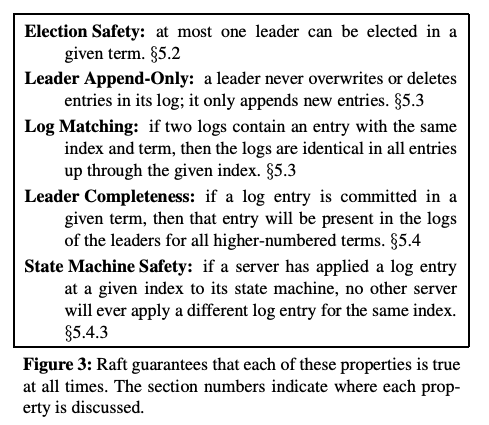 Election Safety: at most one leader can be elected in a
given term. §5.2
Leader Append-Only: a leader never overwrites or deletes
entries in its log; it only appends new entries. §5.3
Log Matching: if two logs contain an entry with the same
index and term, then the logs are identical in all entries
up through the given index. §5.3
Leader Completeness: if a log entry is committed in a
given term, then that entry will be present in the logs
of the leaders for all higher-numbered terms. §5.4
State Machine Safety: if a server has applied a log entry
at a given index to its state machine, no other server
will ever apply a different log entry for the same index.
§5.4.3
Figure 3: Raft guarantees that each of these properties is true
at all times. The section numbers indicate where each prop-
erty is discussed.